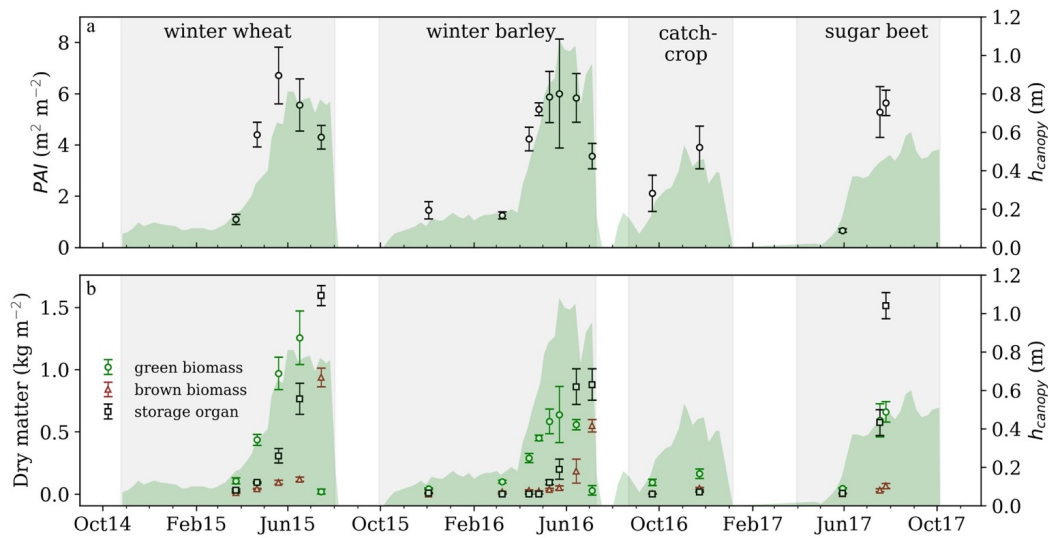 a
winter wheat
winter barley
catch-
crop
sugar beet
PAI (m² m⁻²)
8
6
4
2
0
1.2
1.0
0.8
0.6
0.4
0.2
0.0
h_canopy (m)
b
green biomass
brown biomass
storage organ
Dry matter (kg m⁻²)
1.5
1.0
0.5
0.0
1.2
1.0
0.8
0.6
0.4
0.2
0.0
h_canopy (m)
Oct14 Feb15 Jun15 Oct15 Feb16 Jun16 Oct16 Feb17 Jun17 Oct17